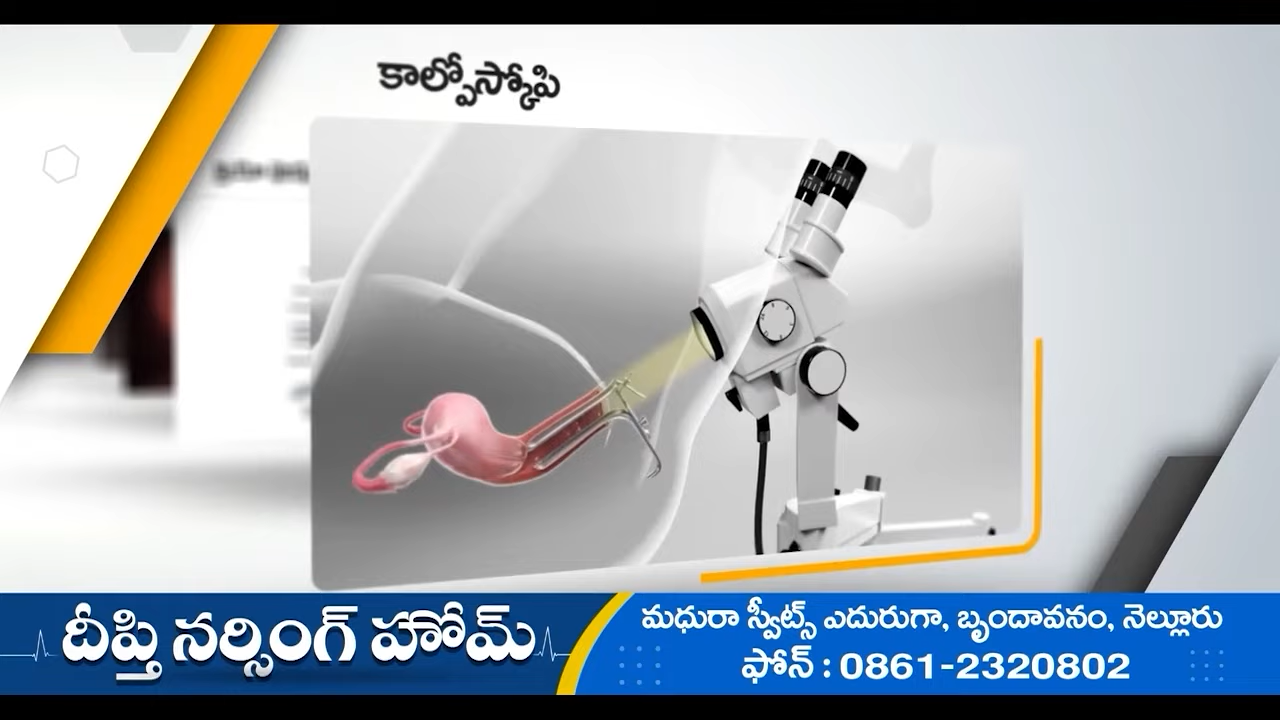 కాల్పోస్కోపి
దీప్తి నర్సింగ్ హోమ్
మధురా స్వీట్స్ ఎదురుగా, బృందావనం, నెల్లూరు
ఫోన్ : 0861-2320802